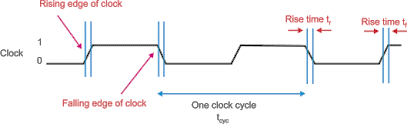 Rising edge of clock
Rise time tr
Rise time tf
Clock
1
0
Falling edge of clock
One clock cycle
tcyc